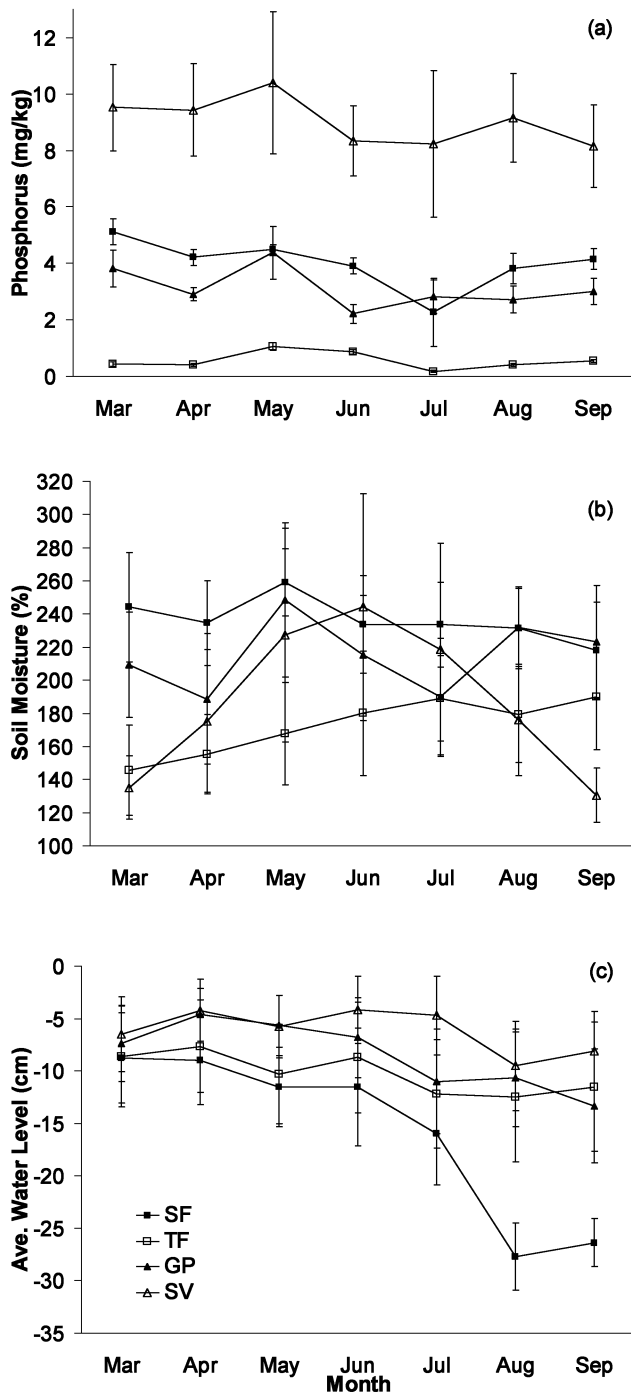 (a)
Phosphorus (mg/kg)
12
10
8
6
4
2
0
Mar Apr May Jun Jul Aug Sep
(b)
Soil Moisture (%)
320
300
280
260
240
220
200
180
160
140
120
100
Mar Apr May Jun Jul Aug Sep
(c)
Ave. Water Level (cm)
0
-5
-10
-15
-20
-25
-30
-35
SF
TF
GP
SV
Mar Apr May Jun Jul Aug Sep
Month